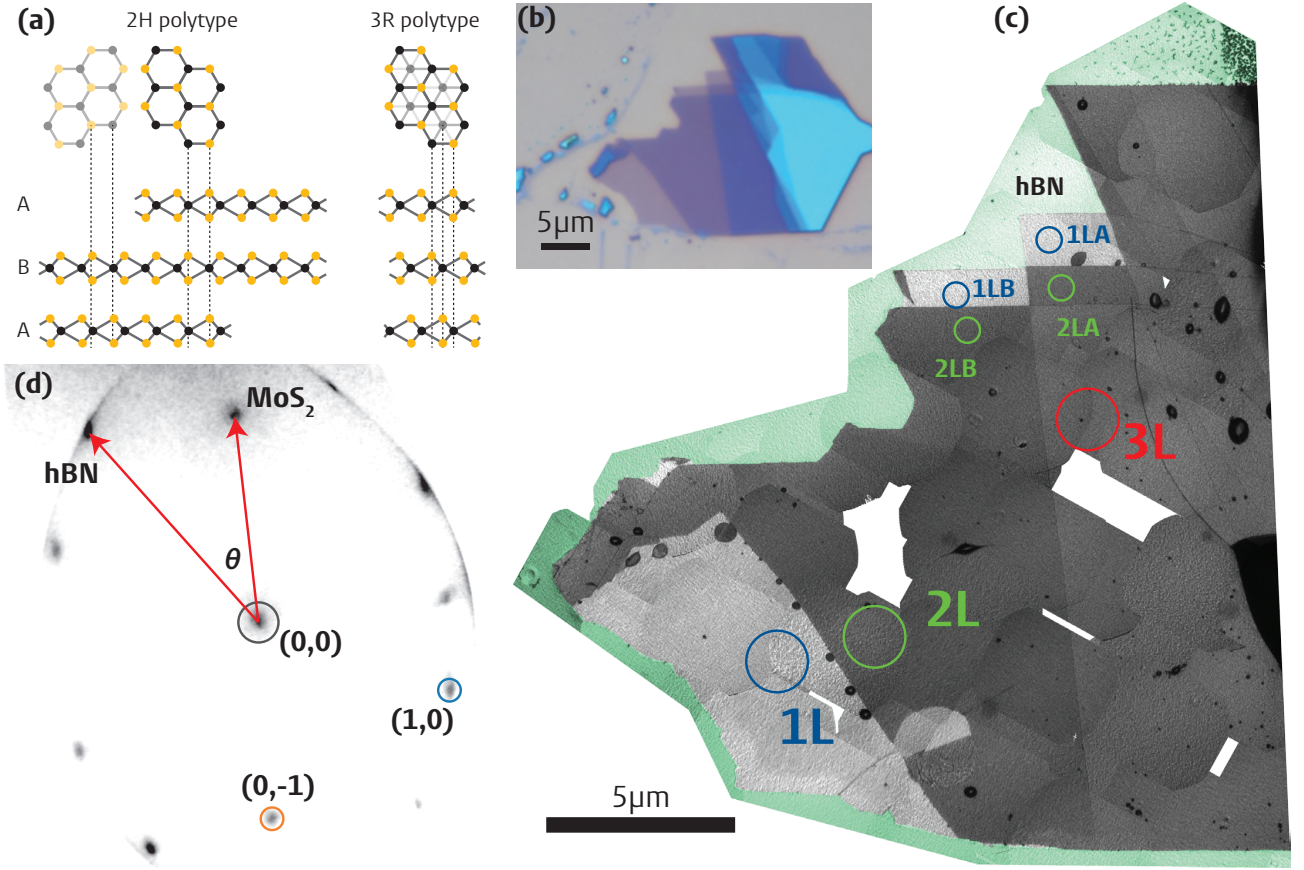 (a)
2H polytype
3R polytype
A
B
A
(b)
5μm
(c)
hBN
1LA
1LB
2LA
2LB
3L
2L
1L
5μm
(d)
MoS₂
hBN
θ
(0,0)
(1,0)
(0,-1)